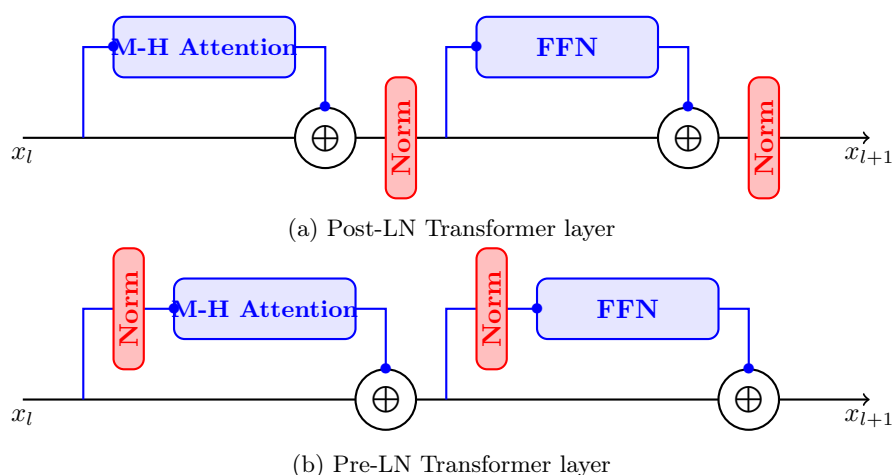 M-H Attention
FFN
Norm
Norm
x_l
x_{l+1}
(a) Post-LN Transformer layer
Norm
M-H Attention
Norm
FFN
x_l
x_{l+1}
(b) Pre-LN Transformer layer